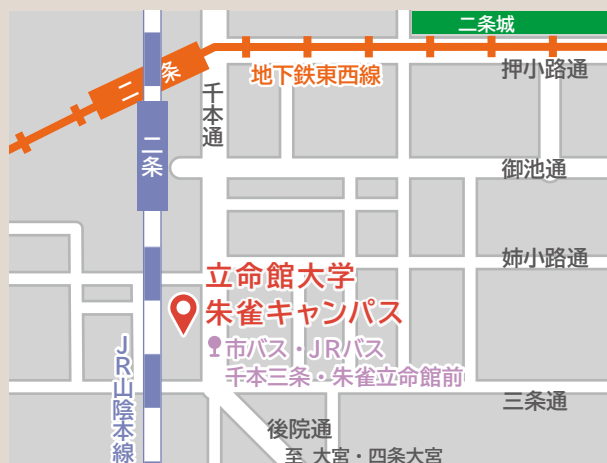 二条城
二条
地下鉄東西線
押小路通
千本通
二条
御池通
姉小路通
立命館大学
朱雀キャンパス
市バス・JRバス
千本三条・朱雀立命館前
JR山陰本線
三条通
後院通
至 大宮・四条大宮